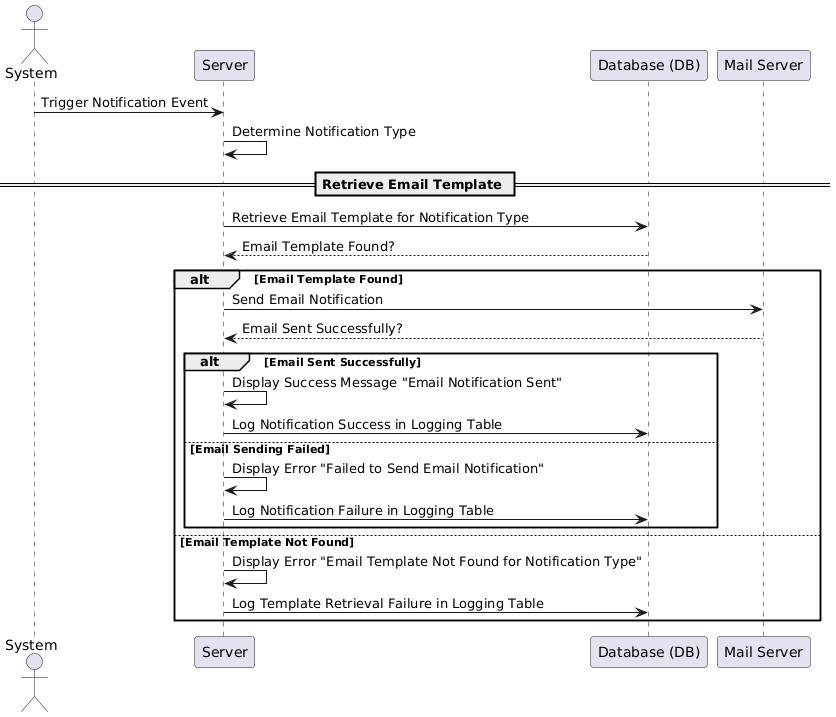 System
Server
Database (DB)
Mail Server
Trigger Notification Event
Determine Notification Type
Retrieve Email Template
Retrieve Email Template for Notification Type
Email Template Found?
alt
[Email Template Found]
Send Email Notification
Email Sent Successfully?
alt
[Email Sent Successfully]
Display Success Message "Email Notification Sent"
Log Notification Success in Logging Table
[Email Sending Failed]
Display Error "Failed to Send Email Notification"
Log Notification Failure in Logging Table
[Email Template Not Found]
Display Error "Email Template Not Found for Notification Type"
Log Template Retrieval Failure in Logging Table
System
Server
Database (DB)
Mail Server